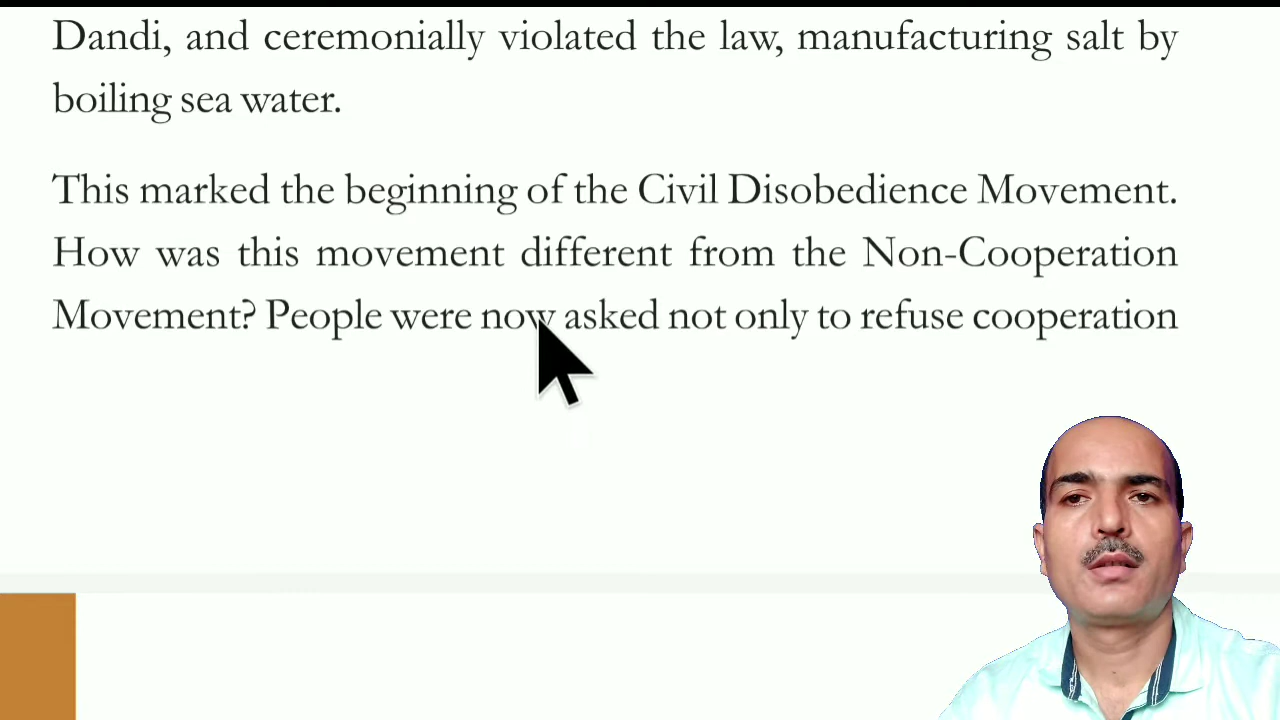 Dandi, and ceremonially violated the law, manufacturing salt by
boiling sea water.
This marked the beginning of the Civil Disobedience Movement.
How was this movement different from the Non-Cooperation
Movement? People were now asked not only to refuse cooperation